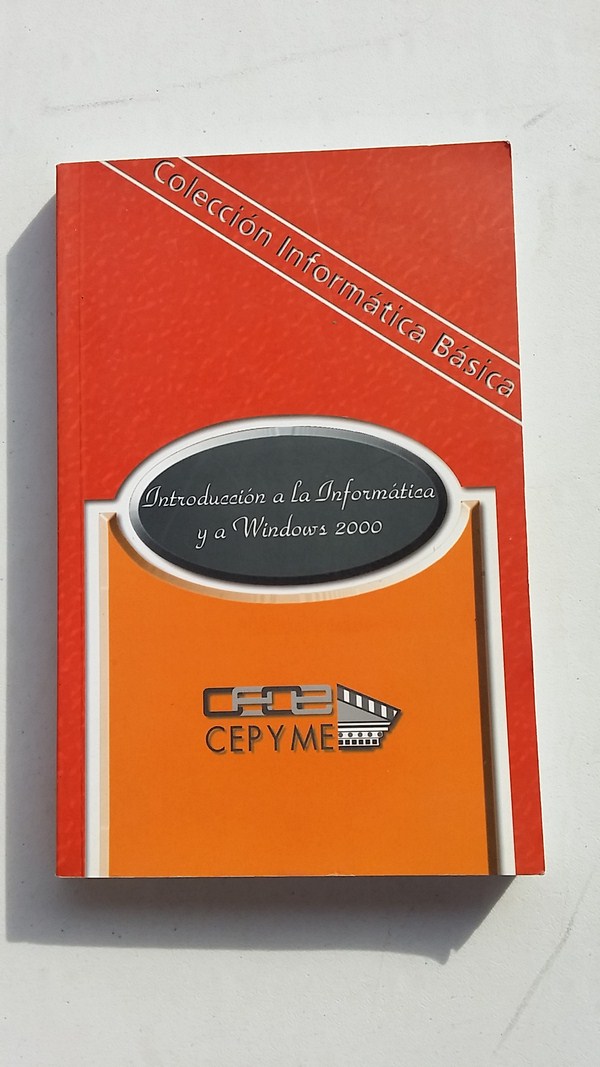 Colección Informática Básica
Introducción a la Informática
y a Windows 2000
CECE
CEPYME